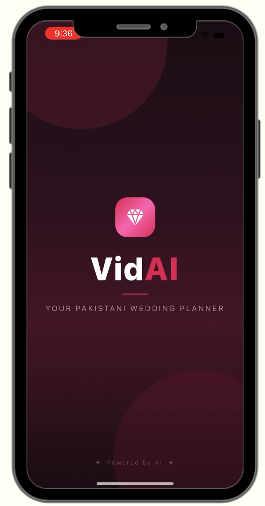 9:36
VidAI
YOUR PAKISTANI WEDDING PLANNER
Powered by AI